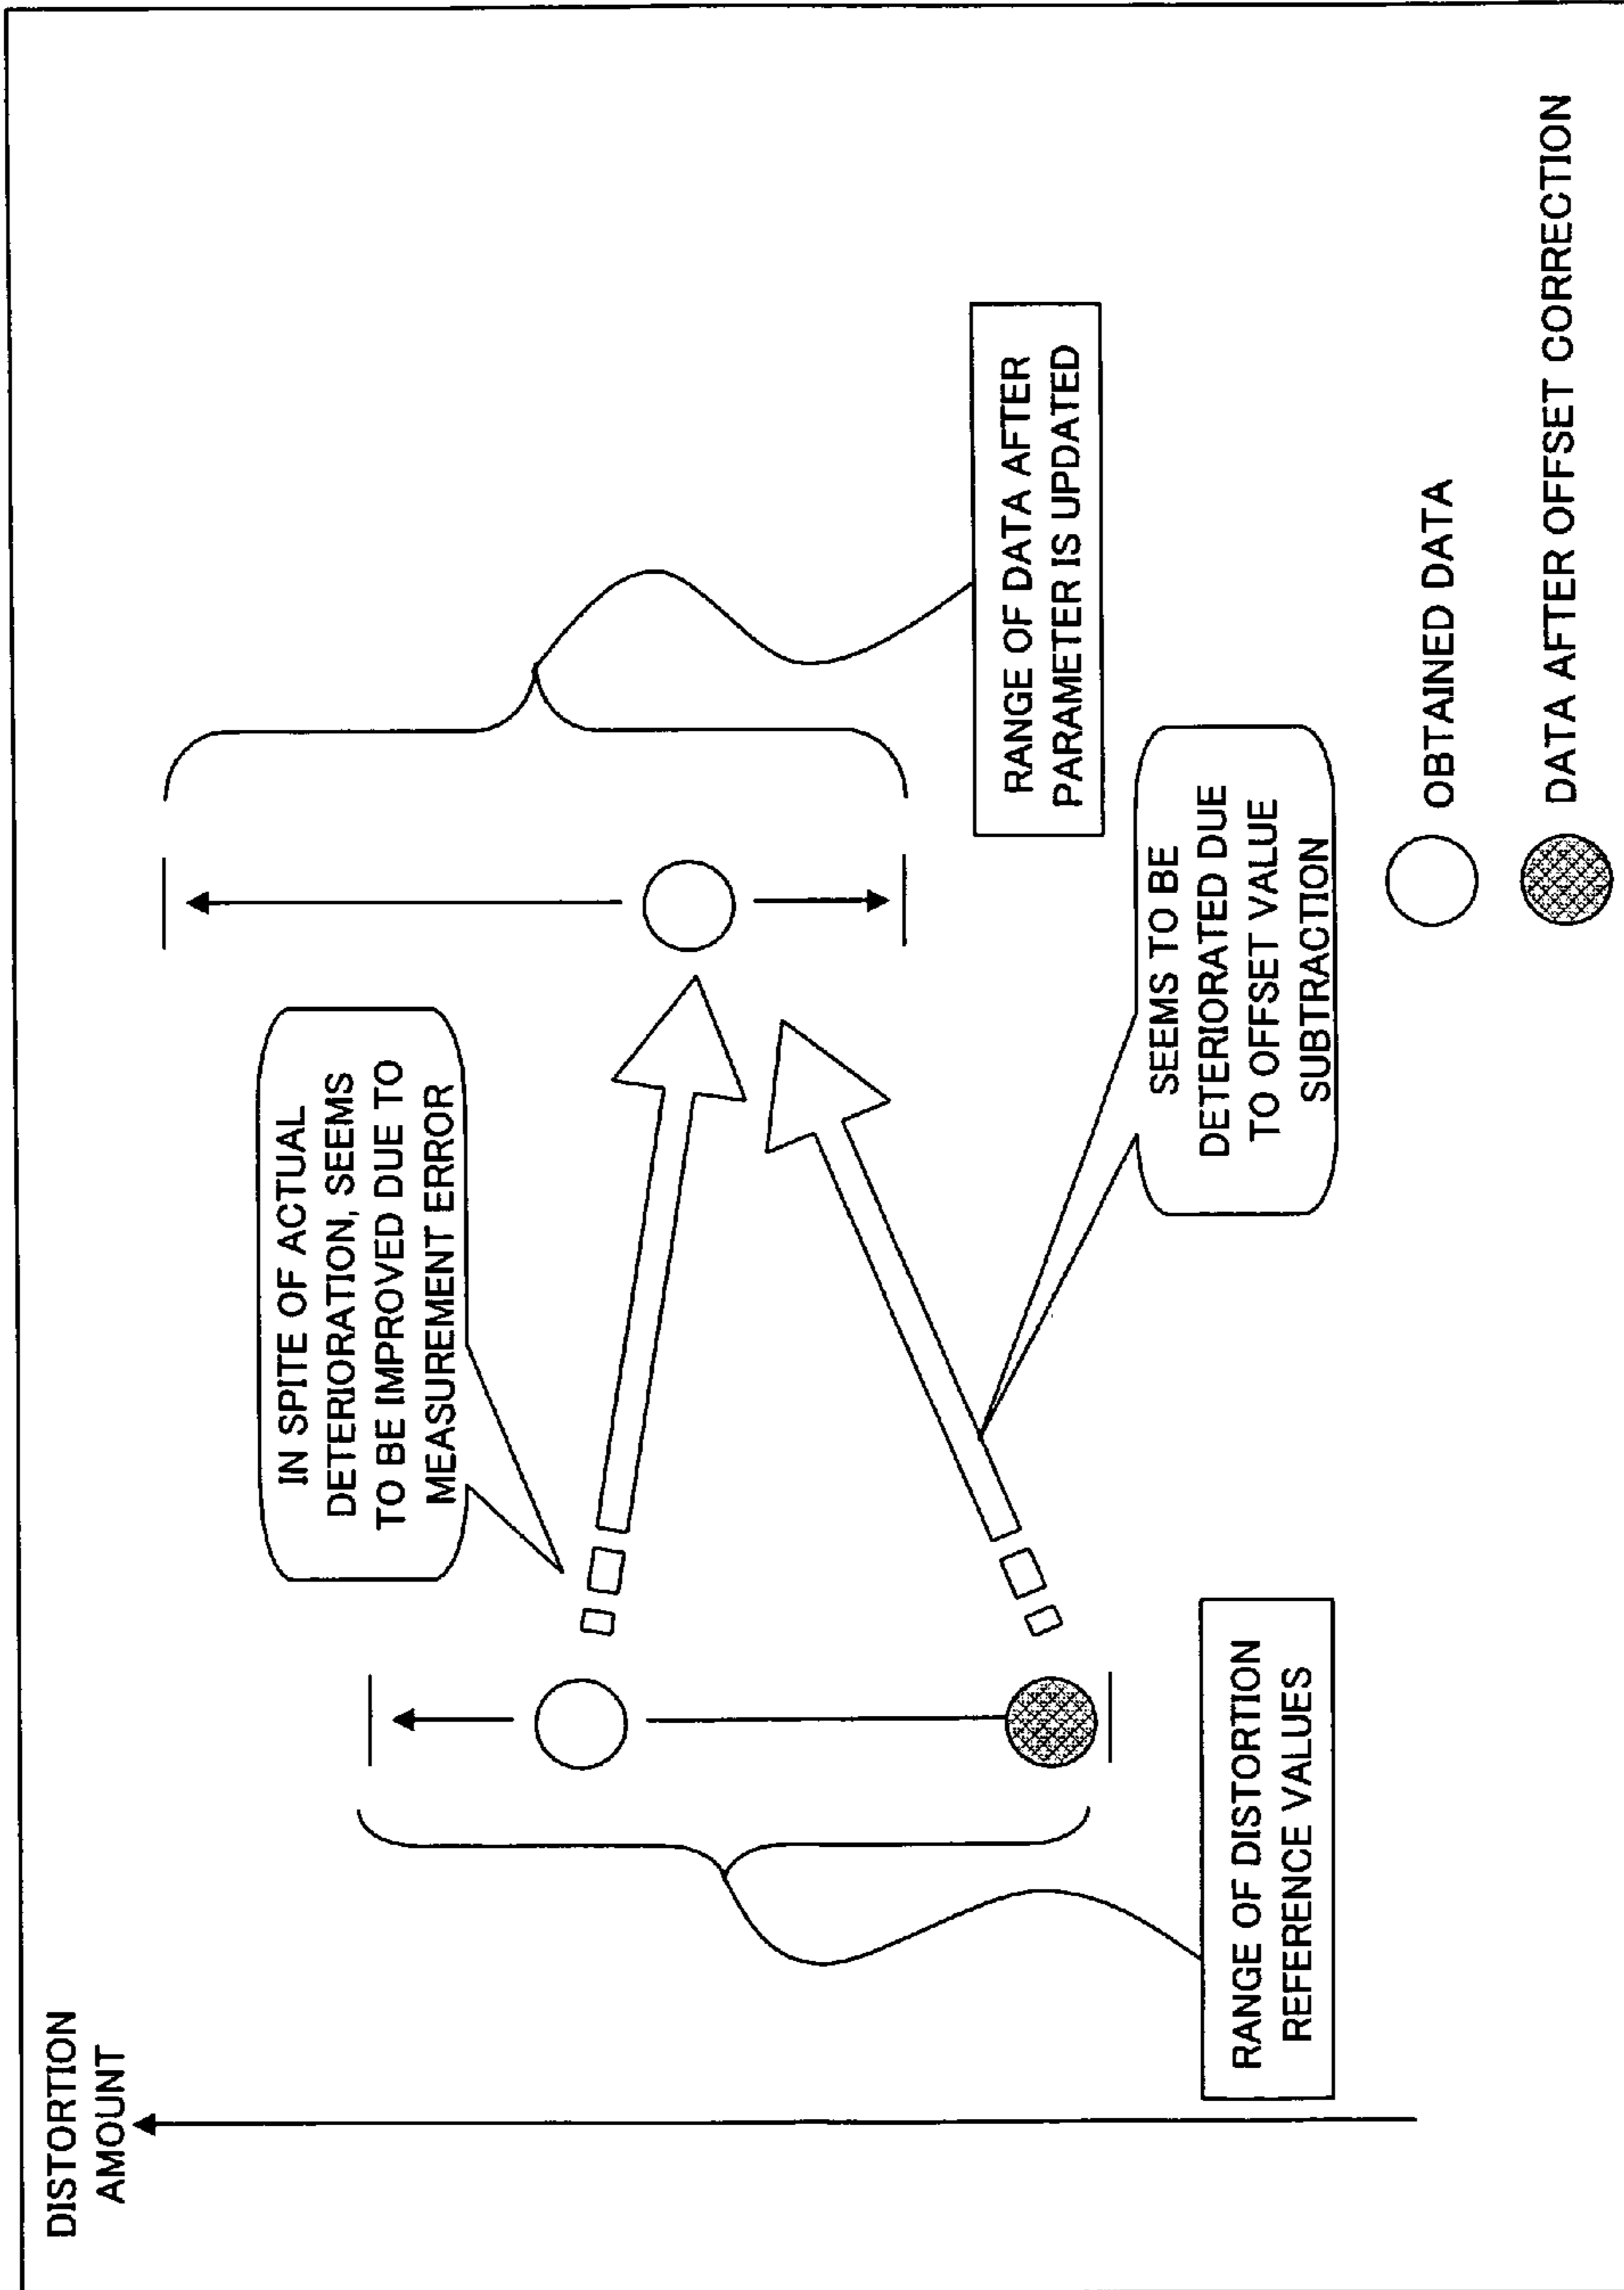 DISTORTION
AMOUNT
IN SPITE OF ACTUAL
DETERIORATION, SEEMS
TO BE IMPROVED DUE TO
MEASUREMENT ERROR
RANGE OF DATA AFTER
PARAMETER IS UPDATED
SEEMS TO BE
DETERIORATED DUE
TO OFFSET VALUE
SUBTRACTION
RANGE OF DISTORTION
REFERENCE VALUES
OBTAINED DATA
DATA AFTER OFFSET CORRECTION